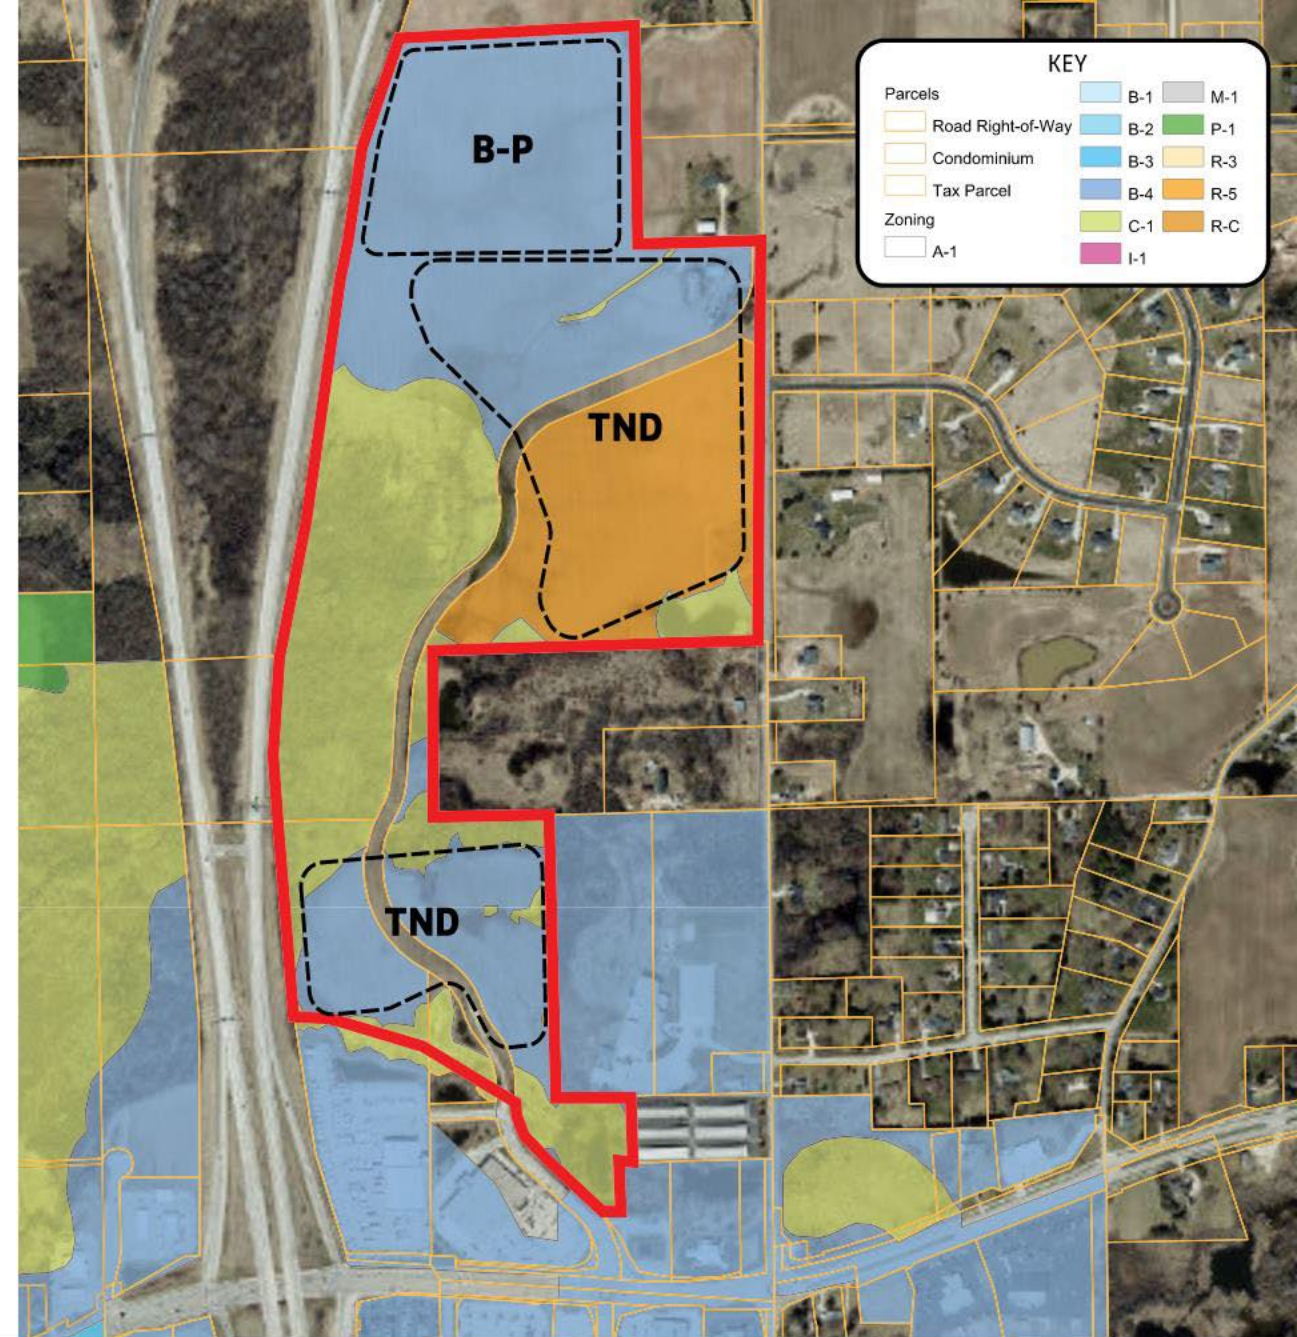 KEY
Parcels
Road Right-of-Way
Condominium
Tax Parcel
Zoning
A-1
B-1
B-2
B-3
B-4
C-1
I-1
M-1
P-1
R-3
R-5
R-C
B-P
TND
TND